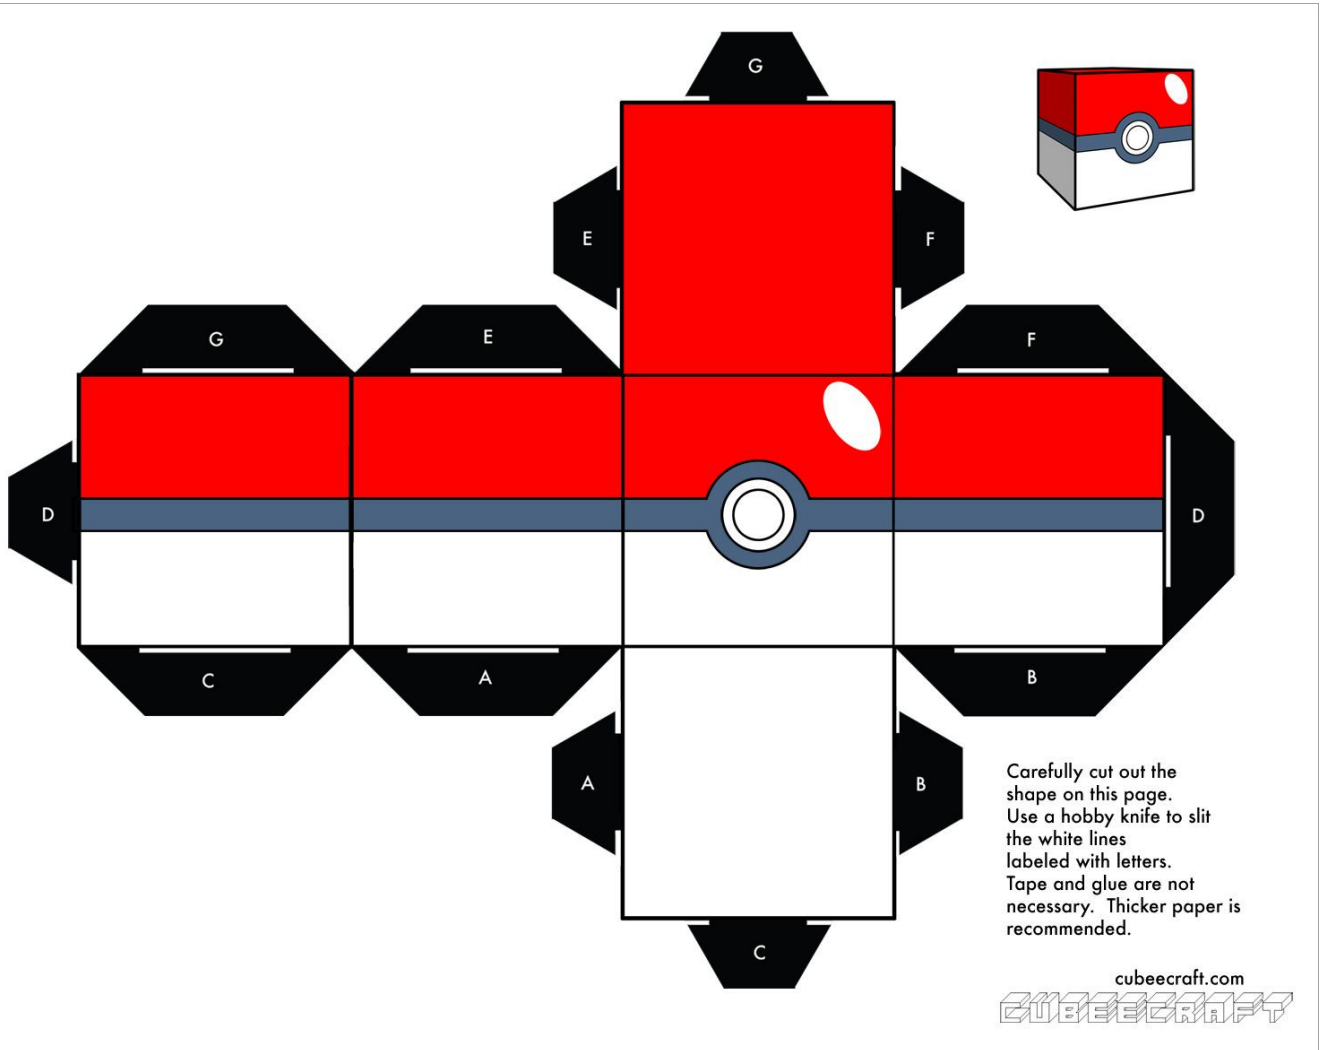 G
E
F
G
E
F
D
D
C
A
B
A
B
C
Carefully cut out the
shape on this page.
Use a hobby knife to slit
the white lines
labeled with letters.
Tape and glue are not
necessary.  Thicker paper is
recommended.
cubeecraft.com
CUBEECRAFT